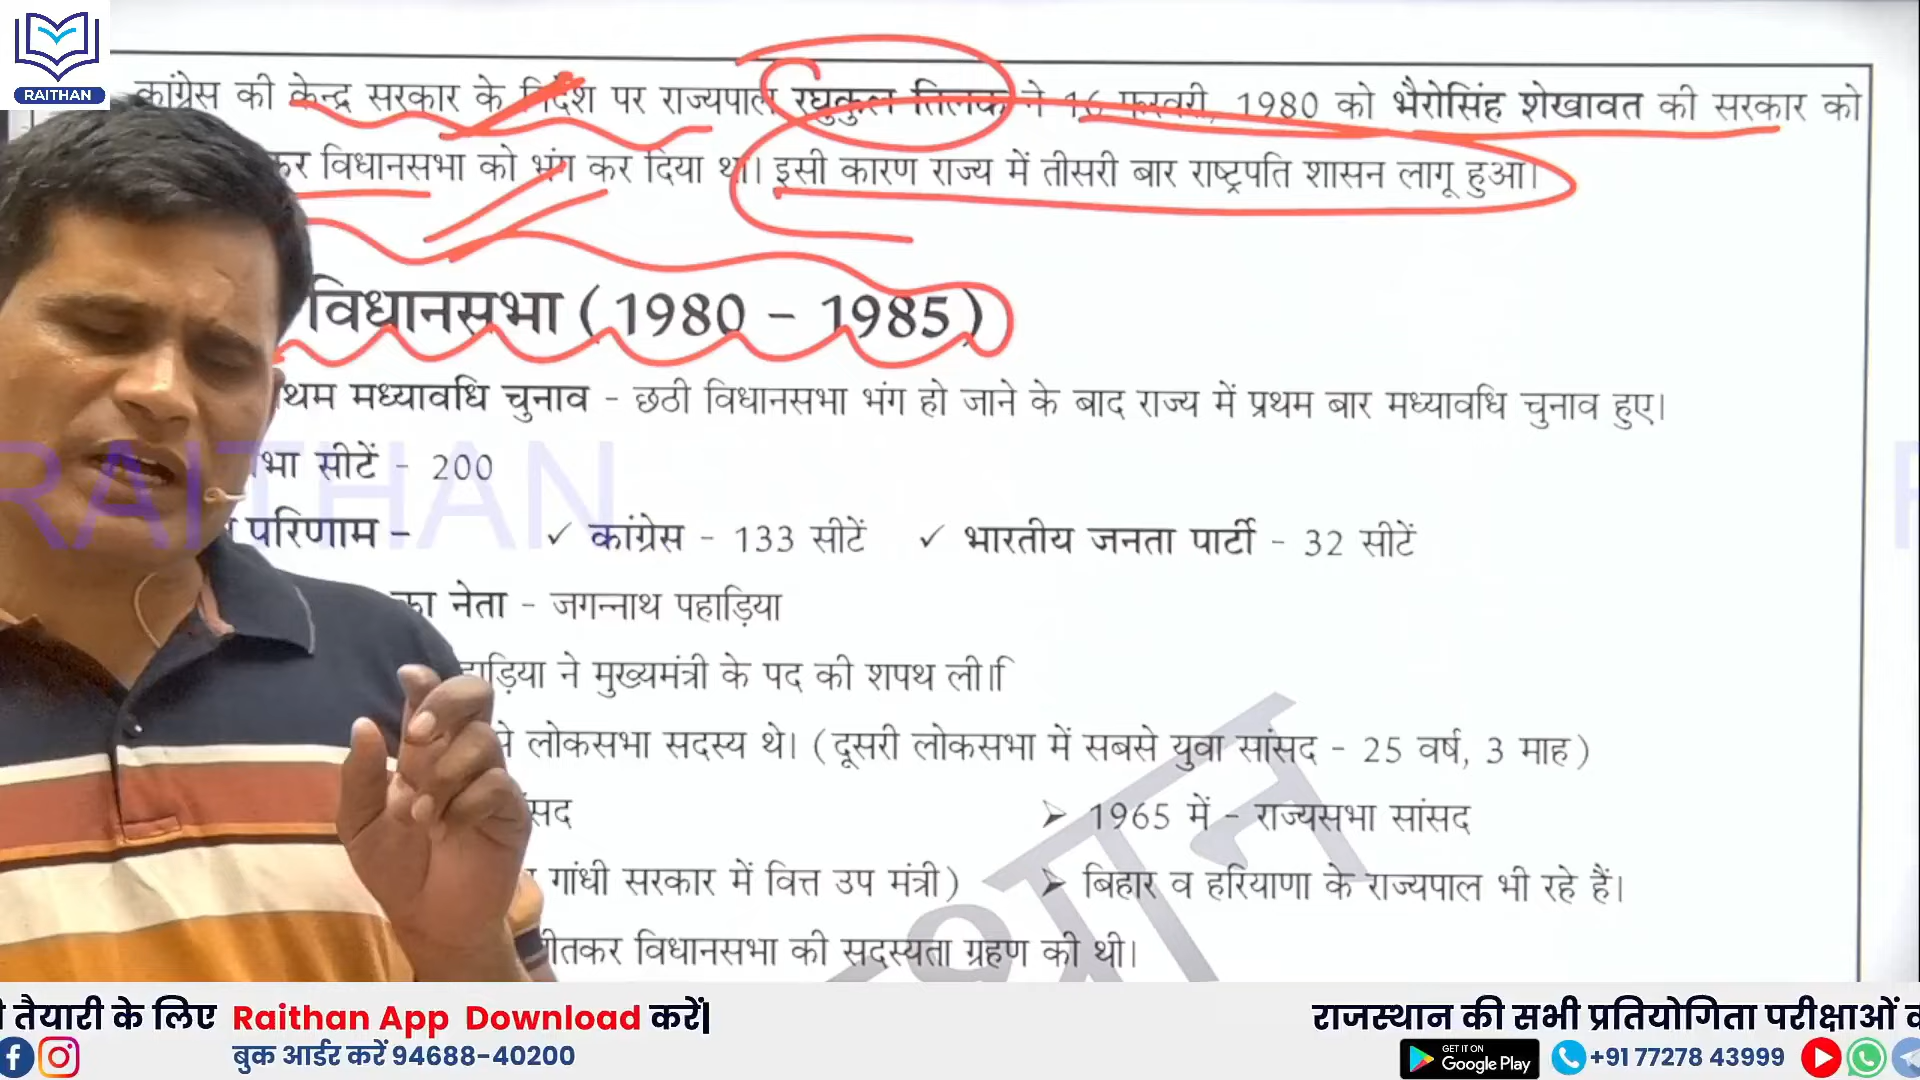 RAITHAN
कांग्रेस की केन्द्र सरकार के निर्देश पर राज्यपाल रघुकुल तिलक ने 16 फरवरी, 1980 को भैरोसिंह शेखावत की सरकार को
कर विधानसभा को भंग कर दिया था। इसी कारण राज्य में तीसरी बार राष्ट्रपति शासन लागू हुआ।
विधानसभा (1980 - 1985)
मध्यावधि चुनाव - छठी विधानसभा भंग हो जाने के बाद राज्य में प्रथम बार मध्यावधि चुनाव हुए।
सीटें - 200
RAITHAN
परिणाम - ✓ कांग्रेस - 133 सीटें ✓ भारतीय जनता पार्टी - 32 सीटें
का नेता - जगन्नाथ पहाड़िया
ने मुख्यमंत्री के पद की शपथ ली।
लोकसभा सदस्य थे। (दूसरी लोकसभा में सबसे युवा सांसद - 25 वर्ष, 3 माह)
➢ 1965 में - राज्यसभा सांसद
गांधी सरकार में वित्त उप मंत्री) ➢ बिहार व हरियाणा के राज्यपाल भी रहे हैं।
विधानसभा की सदस्यता ग्रहण की थी।
तैयारी के लिए Raithan App Download करें| राजस्थान की सभी प्रतियोगिता परीक्षाओं
बुक आर्डर करें 94688-40200 GET IT ON Google Play +91 77278 43999